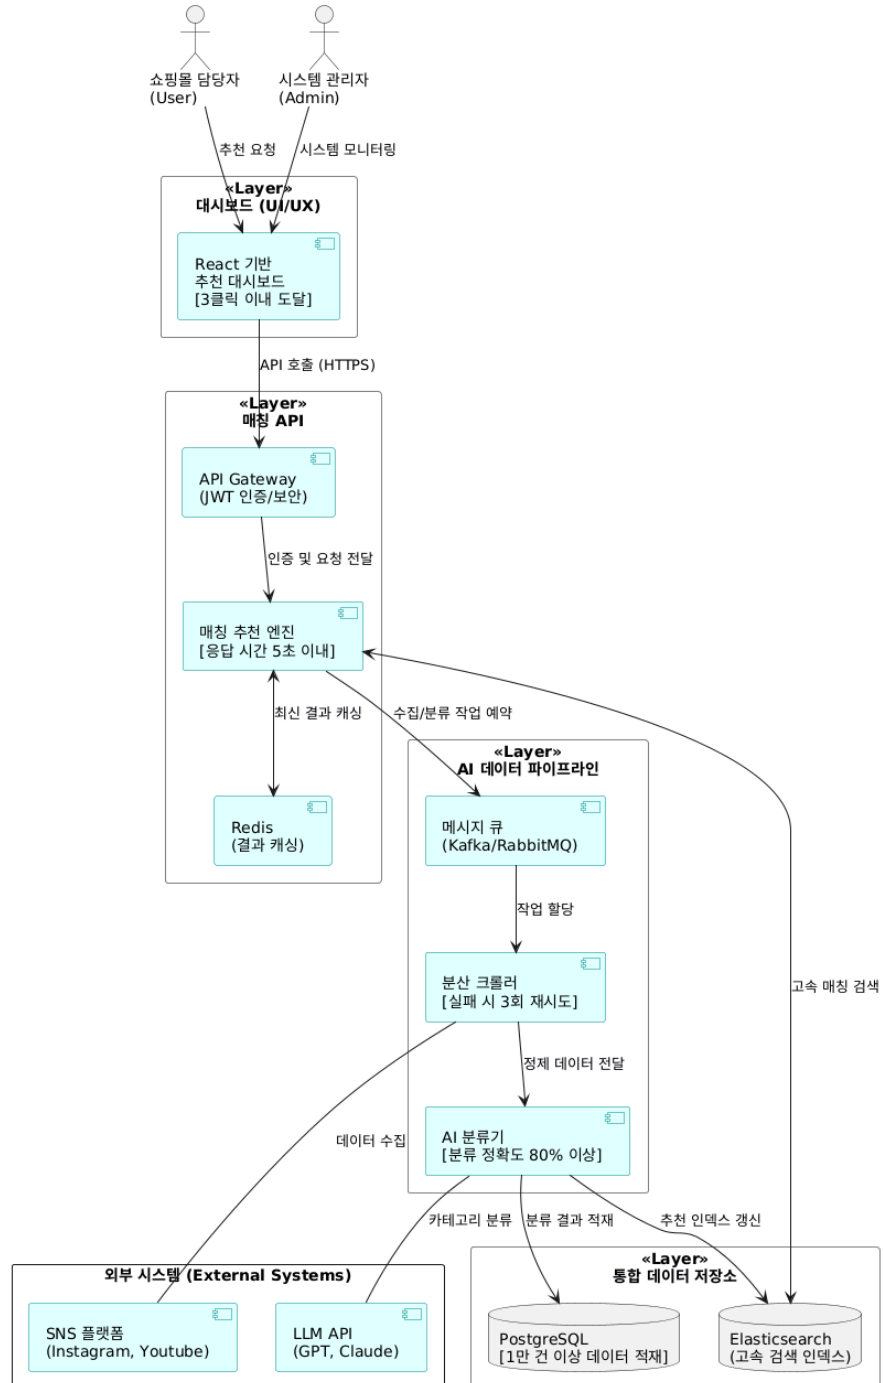 쇼핑몰 담당자
(User)
시스템 관리자
(Admin)
추천 요청
시스템 모니터링
«Layer»
대시보드 (UI/UX)
React 기반
추천 대시보드
[3클릭 이내 도달]
API 호출 (HTTPS)
«Layer»
매칭 API
API Gateway
(JWT 인증/보안)
인증 및 요청 전달
매칭 추천 엔진
[응답 시간 5초 이내]
최신 결과 캐싱
수집/분류 작업 예약
Redis
(결과 캐싱)
«Layer»
AI 데이터 파이프라인
메시지 큐
(Kafka/RabbitMQ)
작업 할당
분산 크롤러
[실패 시 3회 재시도]
고속 매칭 검색
정제 데이터 전달
데이터 수집
AI 분류기
[분류 정확도 80% 이상]
카테고리 분류
분류 결과 적재
추천 인덱스 갱신
외부 시스템 (External Systems)
SNS 플랫폼
(Instagram, Youtube)
LLM API
(GPT, Claude)
«Layer»
통합 데이터 저장소
PostgreSQL
[1만 건 이상 데이터 적재]
Elasticsearch
(고속 검색 인덱스)